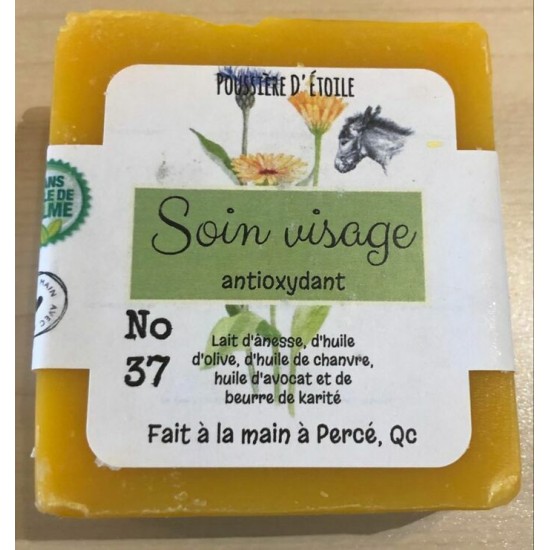 Poussière D'Étoile
Soin visage
antioxydant
No
37
Lait d'ânesse, d'huile
d'olive, d'huile de chanvre,
huile d'avocat et de
beurre de karité
Fait à la main à Percé, Qc